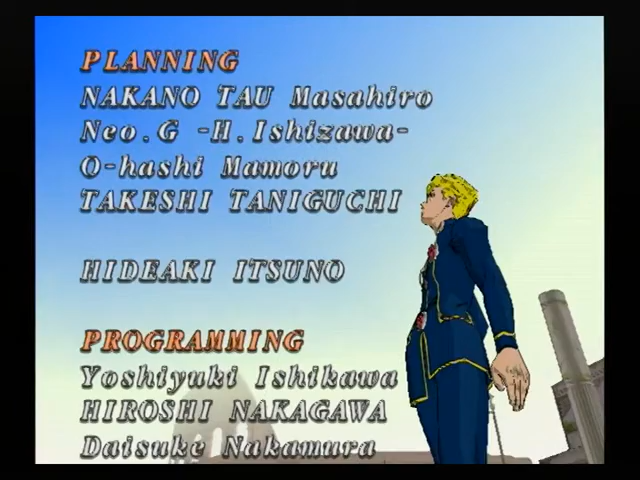 PLANNING
NAKANO TAU Masahiro
Neo.G -H.Ishizawa-
O-hashi Mamoru
TAKESHI TANIGUCHI
HIDEAKI ITSUNO
PROGRAMMING
Yoshiyuki Ishikawa
HIROSHI NAKAGAWA
Daisuke Nakamura